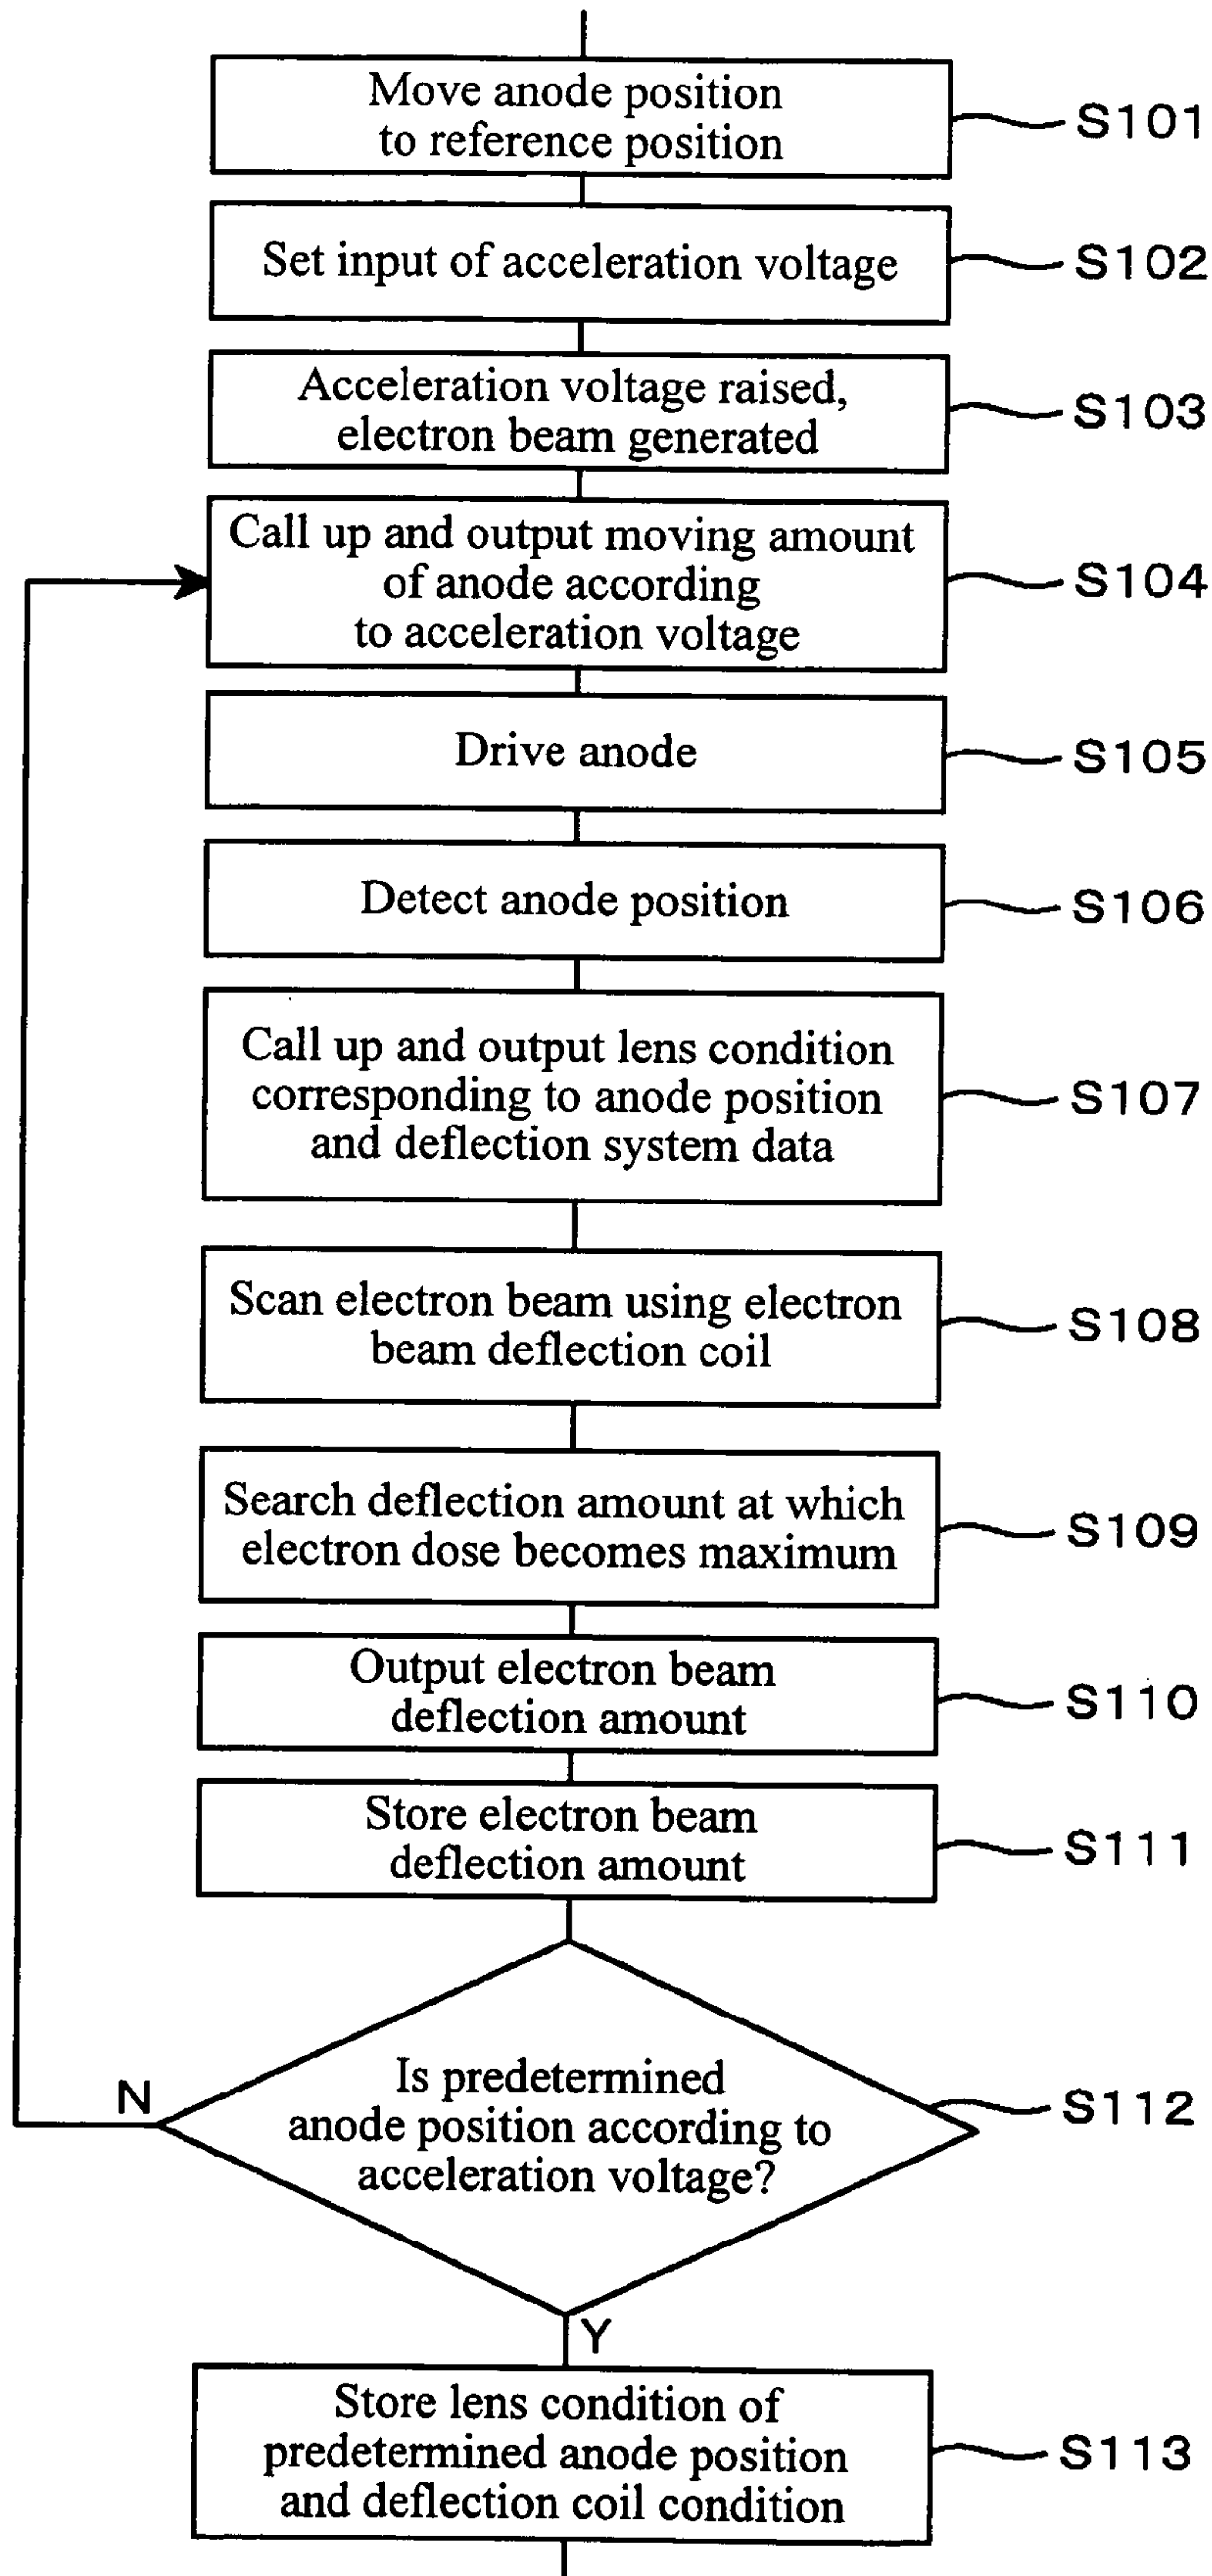 Move anode position
to reference position
S101
Set input of acceleration voltage
S102
Acceleration voltage raised,
electron beam generated
S103
Call up and output moving amount
of anode according
to acceleration voltage
S104
Drive anode
S105
Detect anode position
S106
Call up and output lens condition
corresponding to anode position
and deflection system data
S107
Scan electron beam using electron
beam deflection coil
S108
Search deflection amount at which
electron dose becomes maximum
S109
Output electron beam
deflection amount
S110
Store electron beam
deflection amount
S111
Is predetermined
anode position according to
acceleration voltage?
S112
N
Y
Store lens condition of
predetermined anode position
and deflection coil condition
S113